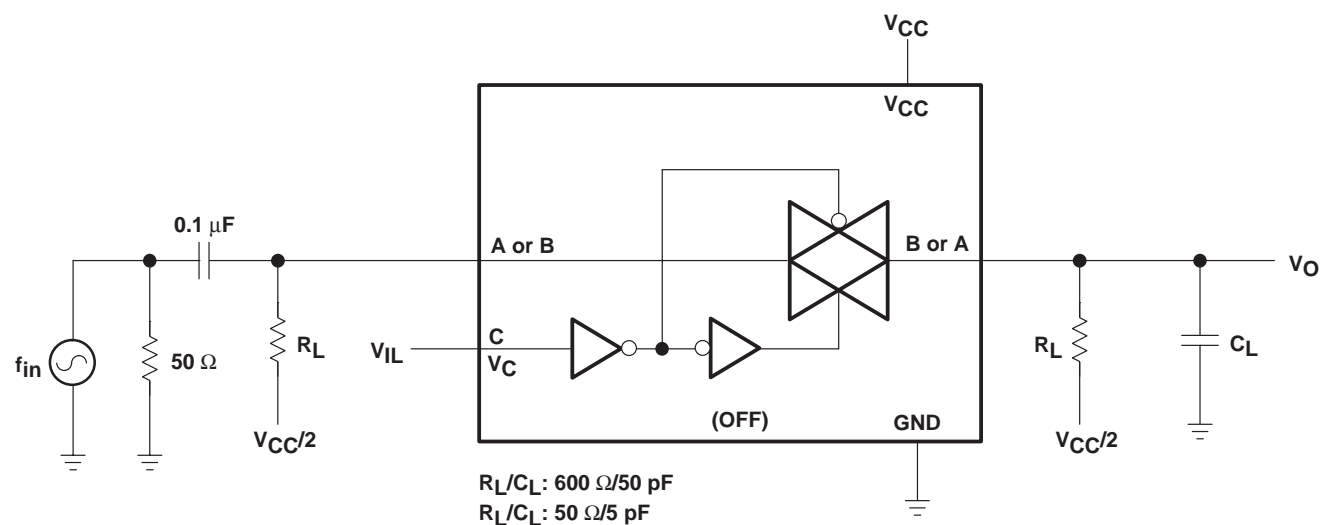 VCC
VCC
0.1 μF
A or B
B or A
VO
fin
50 Ω
RL
VIL
C
VC
RL
CL
(OFF)
GND
VCC/2
VCC/2
RL/CL: 600 Ω/50 pF
RL/CL: 50 Ω/5 pF